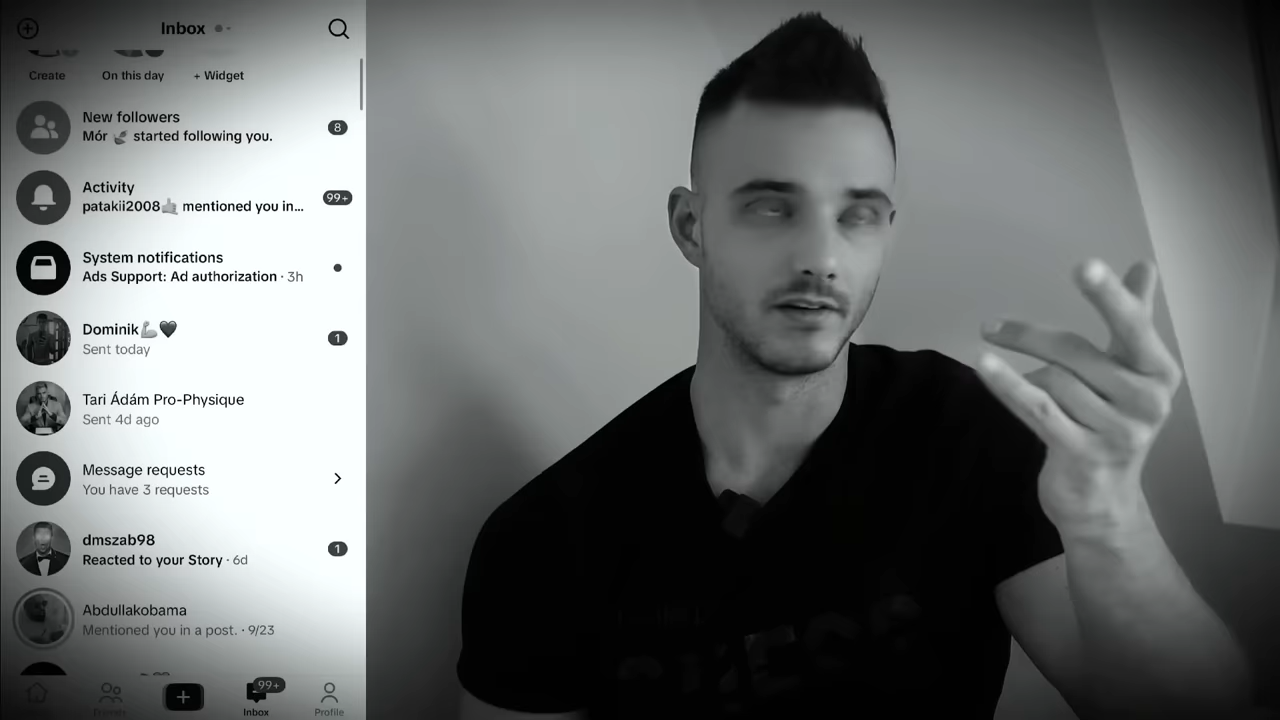 Inbox
Create
On this day
+ Widget
New followers
8
Mór 🍃 started following you.
Activity
99+
patakii2008🤙 mentioned you in...
System notifications
Ads Support: Ad authorization · 3h
Dominik💪🖤
1
Sent today
Tari Ádám Pro-Physique
Sent 4d ago
Message requests
You have 3 requests
dmszab98
1
Reacted to your Story · 6d
Abdullakobama
Mentioned you in a post. · 9/23
99+
Friends
Inbox
Profile